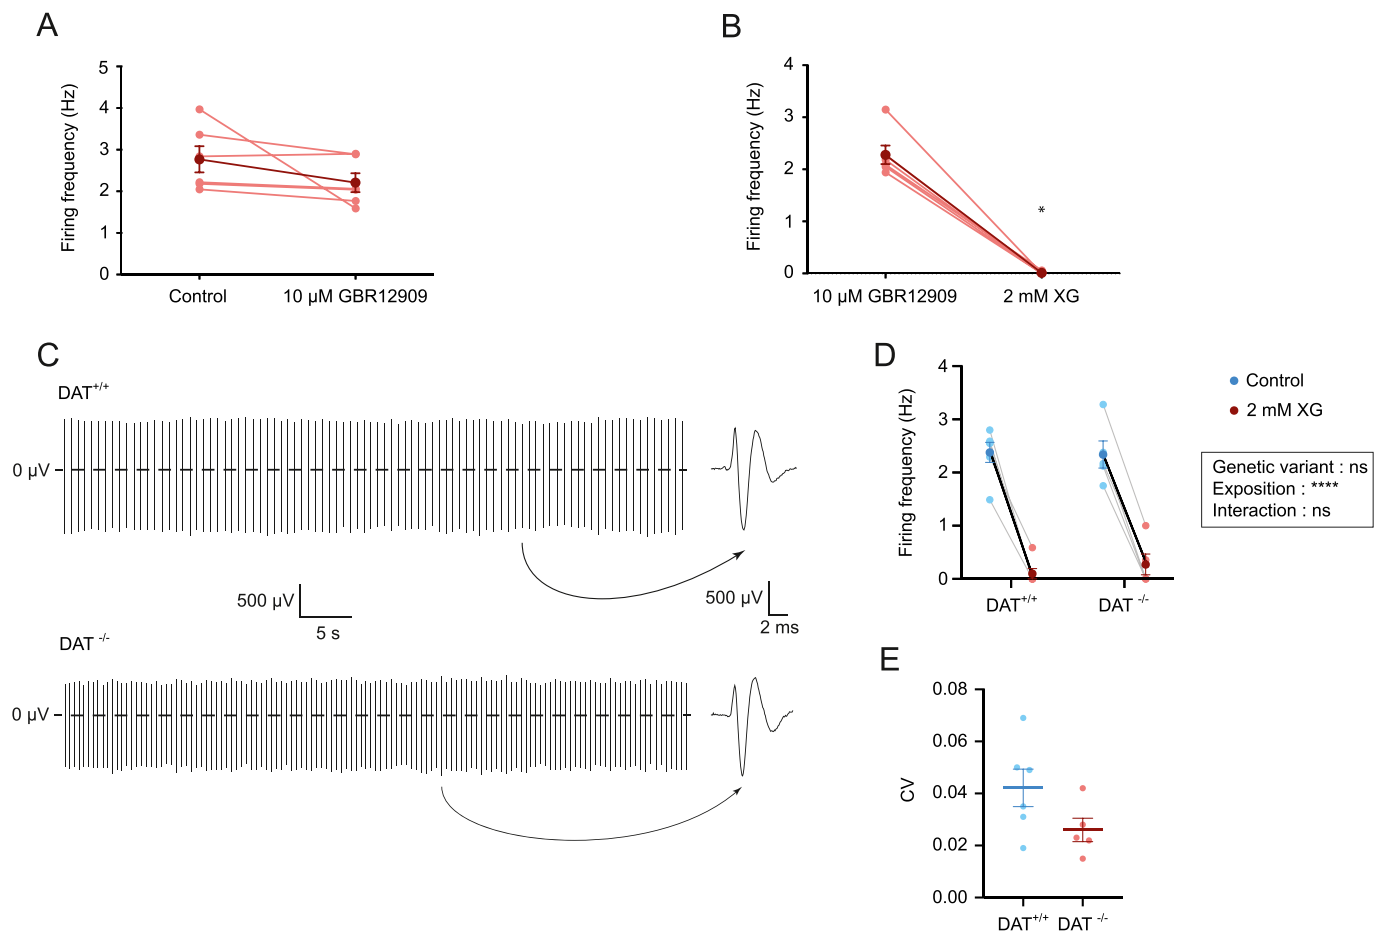 A
Firing frequency (Hz)
5
4
3
2
1
0
Control
10 µM GBR12909
B
Firing frequency (Hz)
4
3
2
1
0
*
10 µM GBR12909
2 mM XG
C
DAT+/+
0 µV
500 µV
5 s
500 µV
2 ms
DAT -/-
0 µV
D
Firing frequency (Hz)
4
3
2
1
0
DAT+/+
DAT -/-
Control
2 mM XG
Genetic variant : ns
Exposition : ****
Interaction : ns
E
CV
0.08
0.06
0.04
0.02
0.00
DAT+/+
DAT -/-